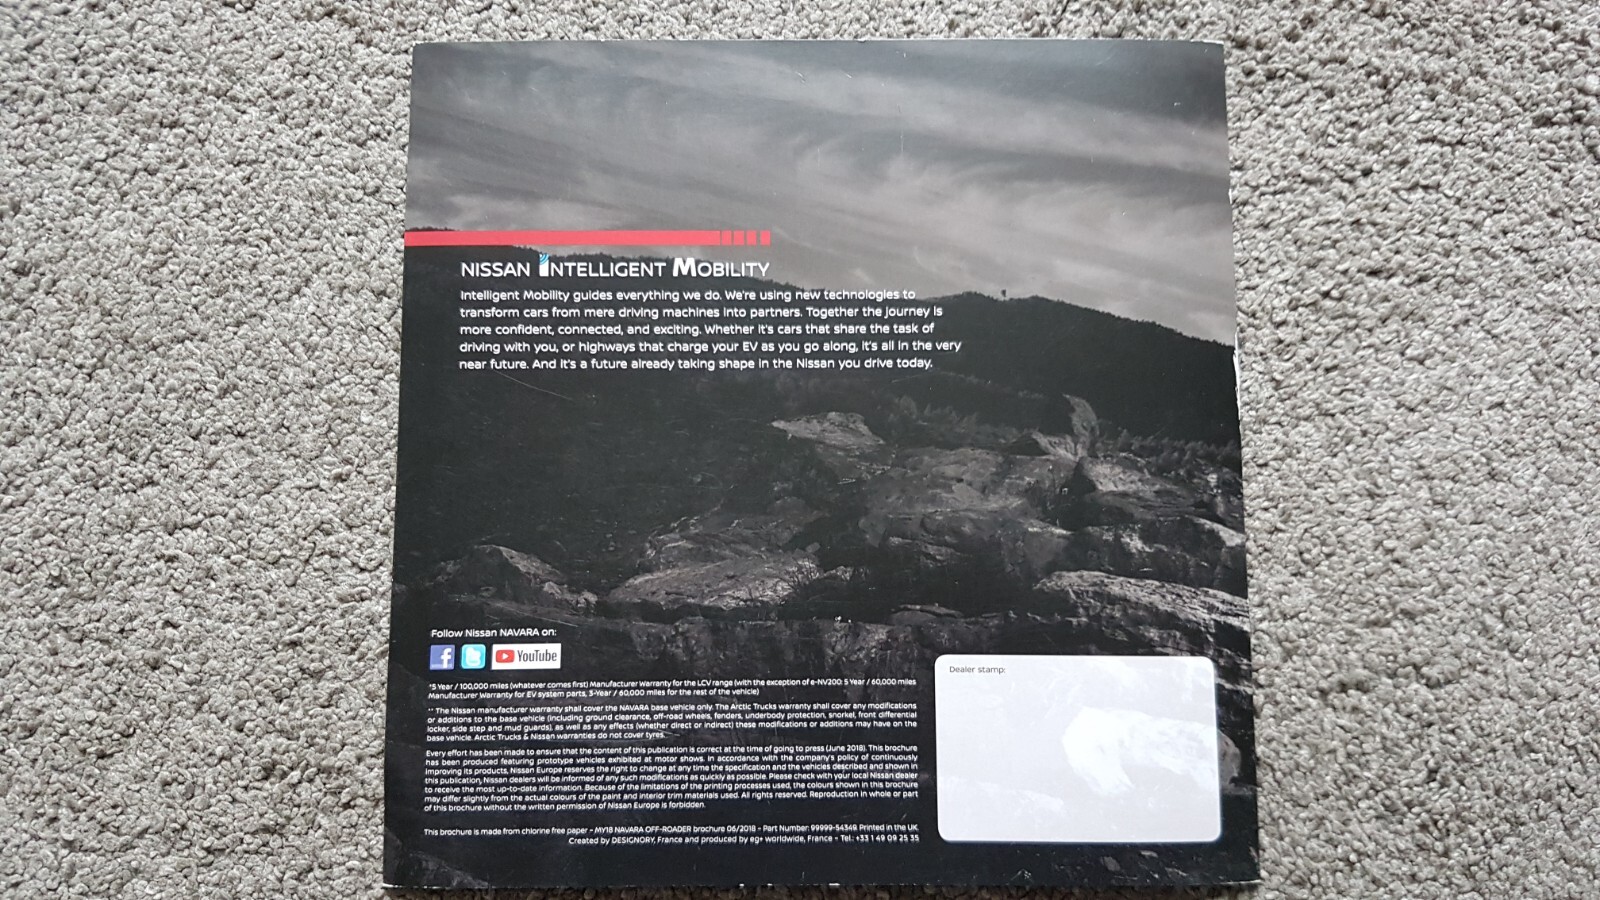 NISSAN INTELLIGENT MOBILITY
Intelligent Mobility guides everything we do. We're using new technologies to
transform cars from mere driving machines into partners. Together the journey is
more confident, connected, and exciting. Whether it's cars that share the task of
driving with you, or highways that charge your EV as you go along, it's all in the very
near future. And it's a future already taking shape in the Nissan you drive today.
Follow Nissan NAVARA on:
YouTube
*5 Year / 100,000 miles (whatever comes first) Manufacturer Warranty for the LCV range (with the exception of e-NV200: 5 Year / 60,000 miles
Manufacturer Warranty for EV system parts, 3-Year / 60,000 miles for the rest of the vehicle)
** The Nissan manufacturer warranty shall cover the NAVARA base vehicle only. The Arctic Trucks warranty shall cover any modifications
or additions to the base vehicle (including ground clearance, off-road wheels, fenders, underbody protection, snorkel, front differential
locker, side step and mud guards), as well as any effects (whether direct or indirect) these modifications or additions may have on the
base vehicle. Arctic Trucks & Nissan warranties do not cover tyres.
Every effort has been made to ensure that the content of this publication is correct at the time of going to press (June 2018). This brochure
has been produced featuring prototype vehicles exhibited at motor shows. In accordance with the company's policy of continuously
improving its products, Nissan Europe reserves the right to change at any time the specification and the vehicles described and shown in
this publication. Nissan dealers will be informed of any such modifications as quickly as possible. Please check with your local Nissan dealer
to receive the most up-to-date information. Because of the limitations of the printing processes used, the colours shown in this brochure
may differ slightly from the actual colours of the paint and interior trim materials used. All rights reserved. Reproduction in whole or part
of this brochure without the written permission of Nissan Europe is forbidden.
This brochure is made from chlorine free paper - MY18 NAVARA OFF-ROADER brochure 06/2018 - Part Number: 99999-54349. Printed in the UK.
Created by DESIGNORY, France and produced by eg+ worldwide, France - Tel.: +33 1 49 09 25 35
Dealer stamp: